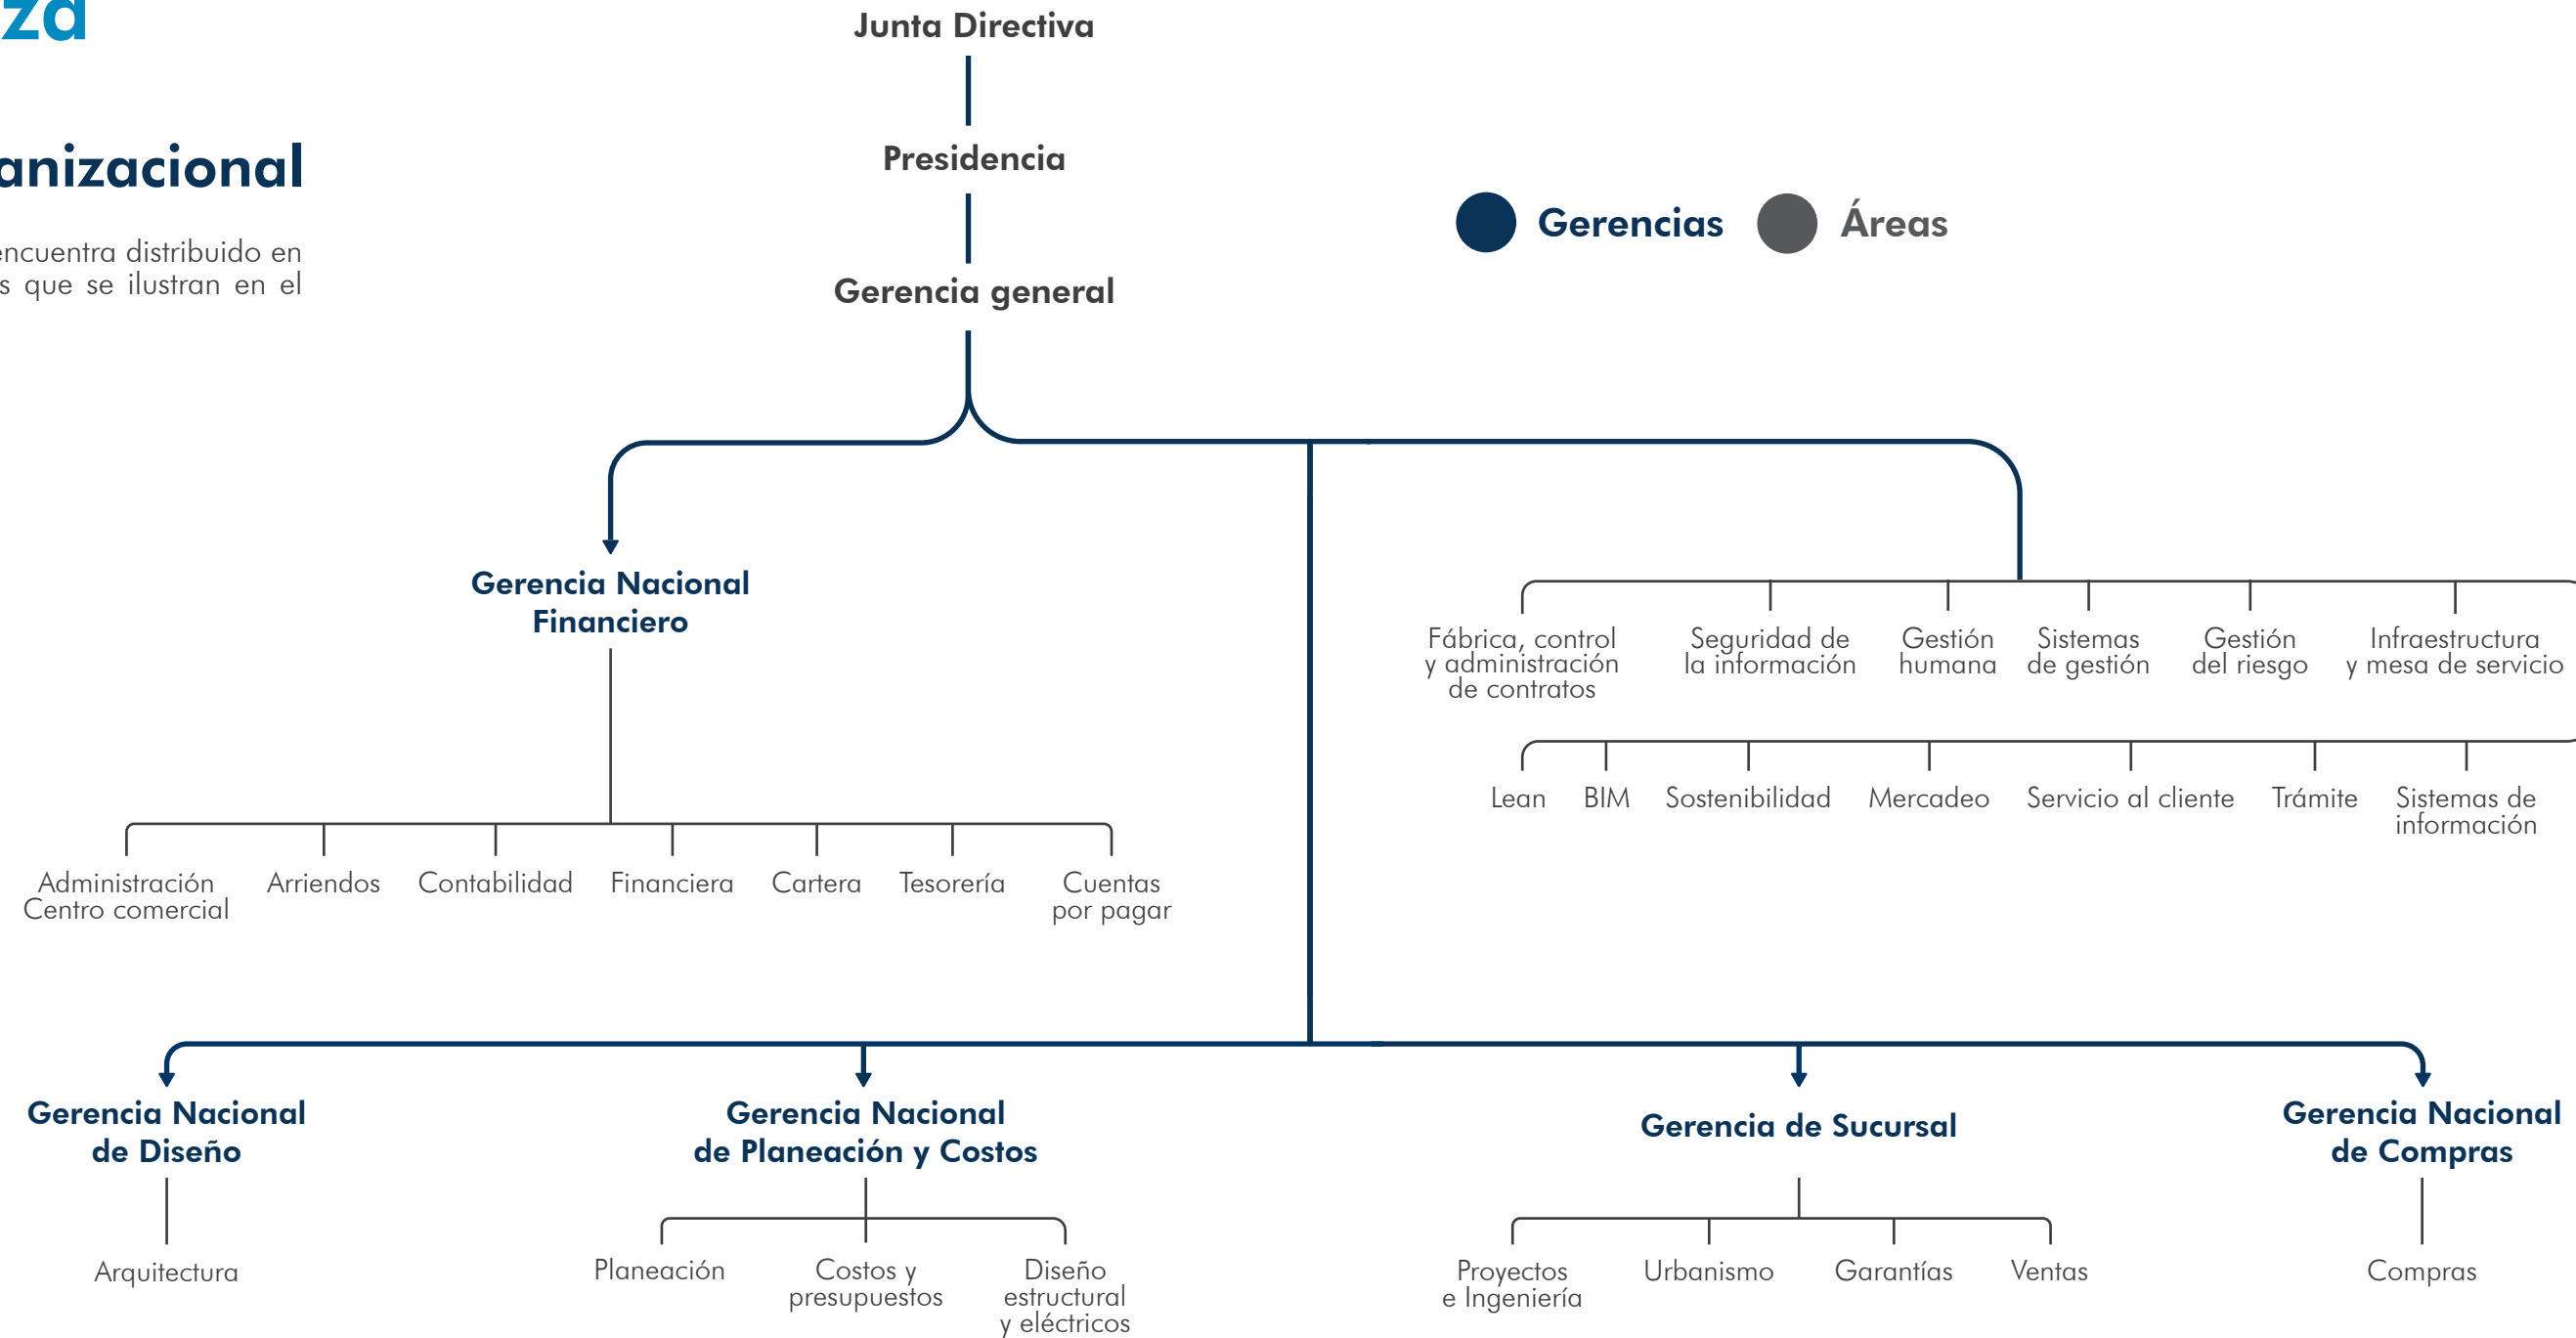 Junta Directiva
anizacional
Presidencia
Gerencias
Áreas
encuentra distribuido en
s que se ilustran en el
Gerencia general
Gerencia Nacional
Financiero
Fábrica, control
y administración
de contratos
Seguridad de
la información
Gestión
humana
Sistemas
de gestión
Gestión
del riesgo
Infraestructura
y mesa de servicio
Lean
BIM
Sostenibilidad
Mercadeo
Servicio al cliente
Trámite
Sistemas de
información
Administración
Centro comercial
Arriendos
Contabilidad
Financiera
Cartera
Tesorería
Cuentas
por pagar
Gerencia Nacional
de Diseño
Gerencia Nacional
de Planeación y Costos
Gerencia de Sucursal
Gerencia Nacional
de Compras
Arquitectura
Planeación
Costos y
presupuestos
Diseño
estructural
y eléctricos
Proyectos
e Ingeniería
Urbanismo
Garantías
Ventas
Compras